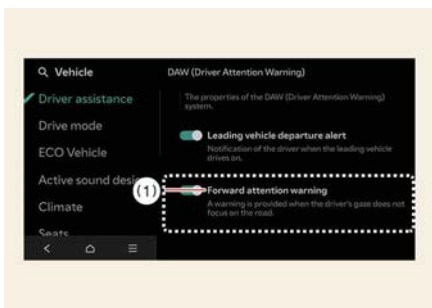 Vehicle
Driver assistance
Drive mode
ECO Vehicle
Active sound desig
Climate
Seats
DAW (Driver Attention Warning)
The properties of the DAW (Driver Attention Warning)
system.
Leading vehicle departure alert
Notification of the driver when the leading vehicle
drives on.
(1)
Forward attention warning
A warning is provided when the driver's gaze does not
focus on the road.